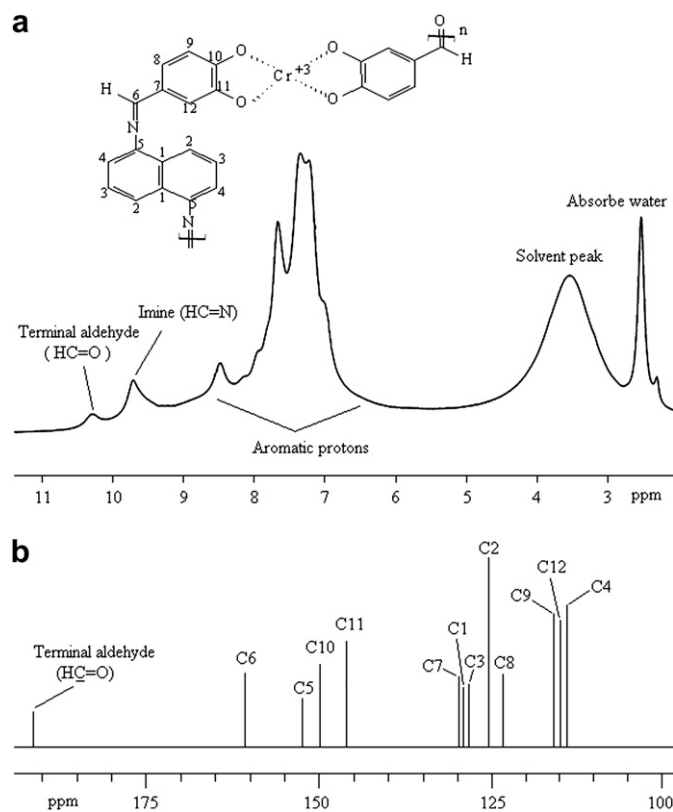 a
O
n
H
9
8
10
O
O
Cr
+3
H
6
7
11
O
O
12
N
5
4
1
2
3
3
1
4
2
5
N
Absorbe water
Solvent peak
Imine (HC=N)
Terminal aldehyde
( HC=O)
Aromatic protons
11 10 9 8 7 6 5 4 3 ppm
b
C2
C12
C4
C9
C11
C1
C10
C7
C3
C8
C6
C5
Terminal aldehyde
(HC=O)
ppm 175 150 125 100